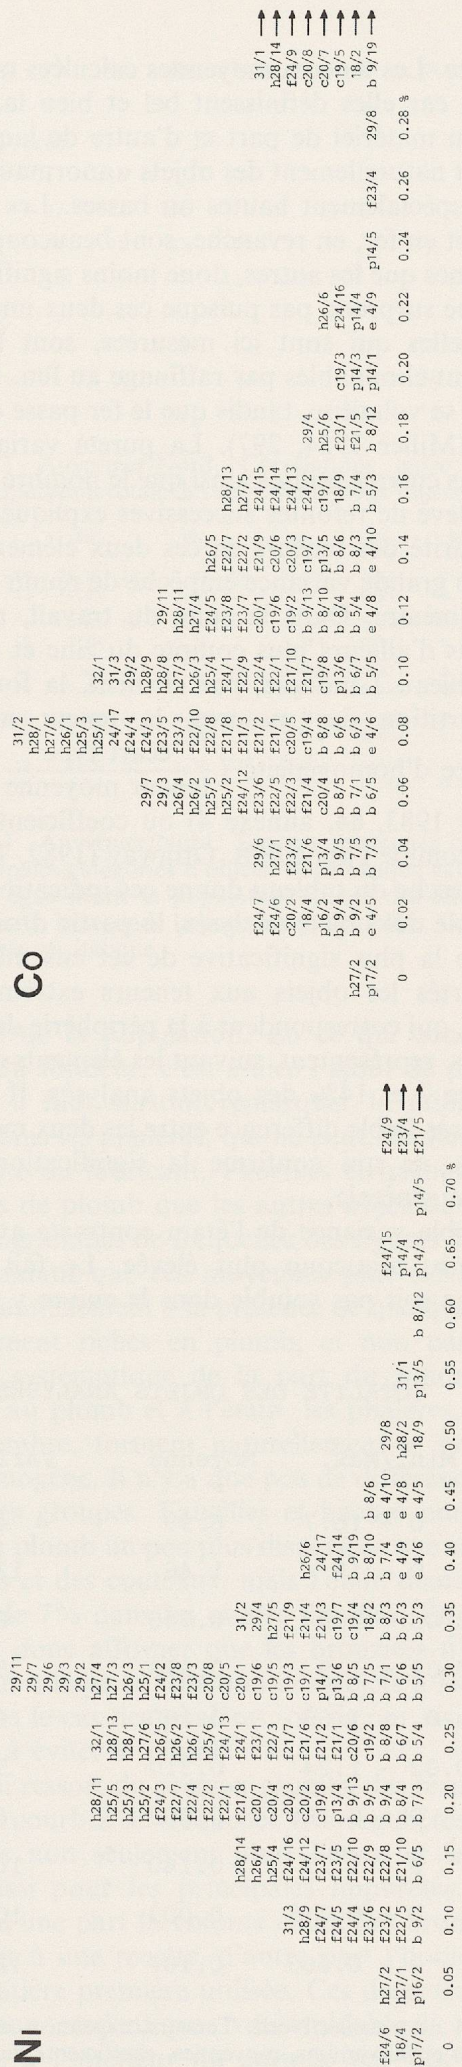 Ni
29/11
29/7
29/6
29/3
29/2
h28/11 32/1 h27/4
h25/5 h28/13 h27/3
h25/3 h28/1 h26/3
h25/2 h27/6 h25/1
f24/3 h26/5 f24/2
f22/7 h26/2 f23/8
f22/4 h26/1 f23/3
f22/2 h25/6 c20/8
f22/1 f24/13 c20/5
h28/14 f21/8 f24/1 c20/1 31/2
h26/4 c20/7 f23/1 c19/6 29/4
h25/4 c20/4 f22/3 c19/5 h27/5
31/3 f24/16 c20/3 f21/7 c19/3 f21/9
h28/9 f24/12 c20/2 f21/6 c19/1 f21/4 h26/6
f24/7 f23/7 c19/8 f21/2 p14/1 f21/3 24/17
f24/5 f23/5 p13/4 f21/1 p13/6 c19/7 f24/14
f24/4 f22/10 b 9/13 c20/6 b 8/5 c19/4 b 9/19
f23/6 f22/9 b 9/5 c19/2 b 7/5 18/2 b 8/10 b 8/6
f24/6 h27/2 f23/2 f22/8 b 9/4 b 8/8 b 7/1 b 8/3 b 7/4 e 4/10 29/8 f24/15 f24/9
18/4 h27/1 f22/5 f21/10 b 8/4 b 6/7 b 6/6 b 6/3 e 4/9 e 4/8 h28/2 31/1 p14/4 f23/4
p17/2 p16/2 b 9/2 b 6/5 b 7/3 b 5/4 b 5/5 b 5/3 e 4/6 e 4/5 18/9 p13/5 b 8/12 p14/3 p14/5 f21/5
0 0.05 0.10 0.15 0.20 0.25 0.30 0.35 0.40 0.45 0.50 0.55 0.60 0.65 0.70 %
Co
31/2
h28/1
h27/6
h26/1
h25/3
h25/1 32/1
24/17 31/3
f24/4 29/2
29/7 f24/3 h28/9
29/3 f23/5 h28/8 29/11
h26/4 f23/3 h27/3 h28/11
h26/2 f22/10 h26/3 h27/4
h25/5 f22/8 h25/4 f24/5 h26/5
h25/2 f21/8 f24/1 f23/8 f22/7 h28/13
f24/12 f21/3 f22/9 f23/7 f22/2 h27/5
f24/7 29/6 f23/6 f21/2 f22/4 c20/1 f21/9 f24/15 31/1
f24/6 h27/1 f22/5 f21/1 f22/1 c19/6 c20/6 f24/14 h28/14
c20/2 f23/2 f22/3 c20/5 f21/10 c19/2 c20/3 f24/13 f24/9
18/4 f21/6 f21/4 c19/4 f21/7 b 9/13 c19/7 f24/2 29/4 c20/8
p16/2 p13/4 c20/4 b 8/8 c19/8 b 8/10 p13/5 c19/1 h25/6 h26/6 c20/7
b 9/4 b 9/5 b 8/5 b 6/6 p13/6 b 8/4 b 8/6 18/9 f23/1 c19/3 f24/16 c19/5
h27/2 b 9/2 b 7/5 b 7/1 b 6/3 b 6/7 b 5/4 b 8/3 b 7/4 f21/5 p14/3 p14/4 18/2
p17/2 e 4/5 b 7/3 b 6/5 e 4/6 b 5/5 e 4/8 e 4/10 b 5/3 b 8/12 p14/1 e 4/9 p14/5 f23/4 29/8 b 9/19
0 0.02 0.04 0.06 0.08 0.10 0.12 0.14 0.16 0.18 0.20 0.22 0.24 0.26 0.28 %